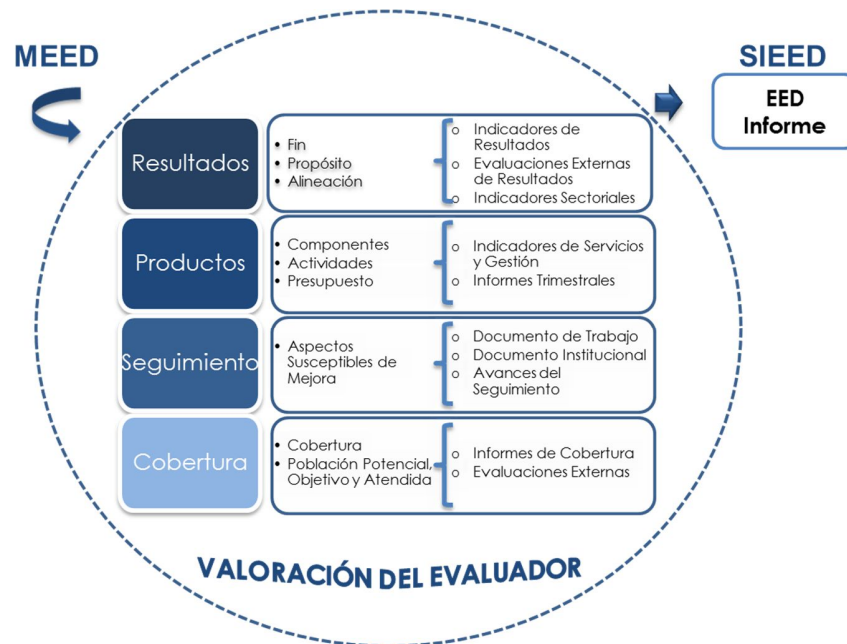 MEED
SIEED
EED
Informe
Resultados
• Fin
• Propósito
• Alineación
o Indicadores de
Resultados
o Evaluaciones Externas
de Resultados
o Indicadores Sectoriales
Productos
• Componentes
• Actividades
• Presupuesto
o Indicadores de Servicios
y Gestión
o Informes Trimestrales
Seguimiento
• Aspectos
Susceptibles de
Mejora
o Documento de Trabajo
o Documento Institucional
o Avances del
Seguimiento
Cobertura
• Cobertura
• Población Potencial,
Objetivo y Atendida
o Informes de Cobertura
o Evaluaciones Externas
VALORACIÓN DEL EVALUADOR